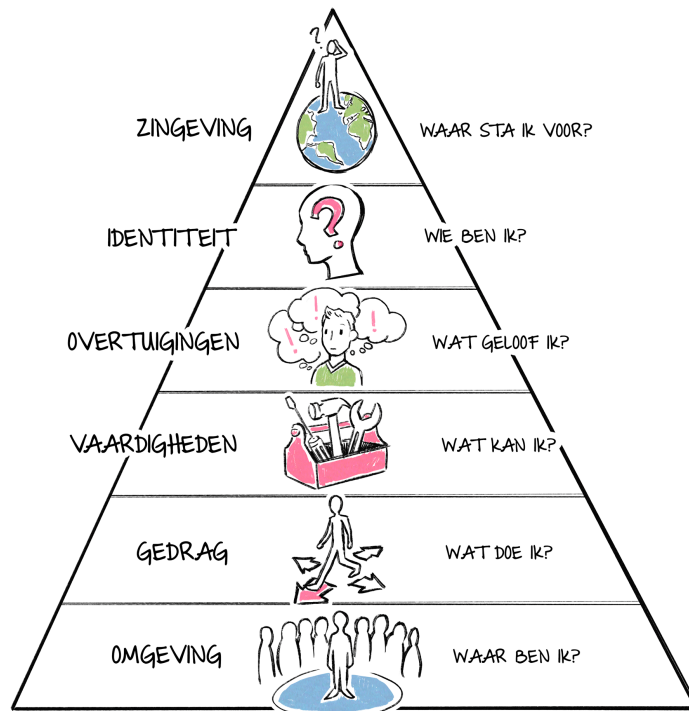 ?
ZINGEVING WAAR STA IK VOOR?
IDENTITEIT ? WIE BEN IK?
! ! !
OVERTUIGINGEN WAT GELOOF IK?
VAARDIGHEDEN WAT KAN IK?
GEDRAG WAT DOE IK?
OMGEVING WAAR BEN IK?